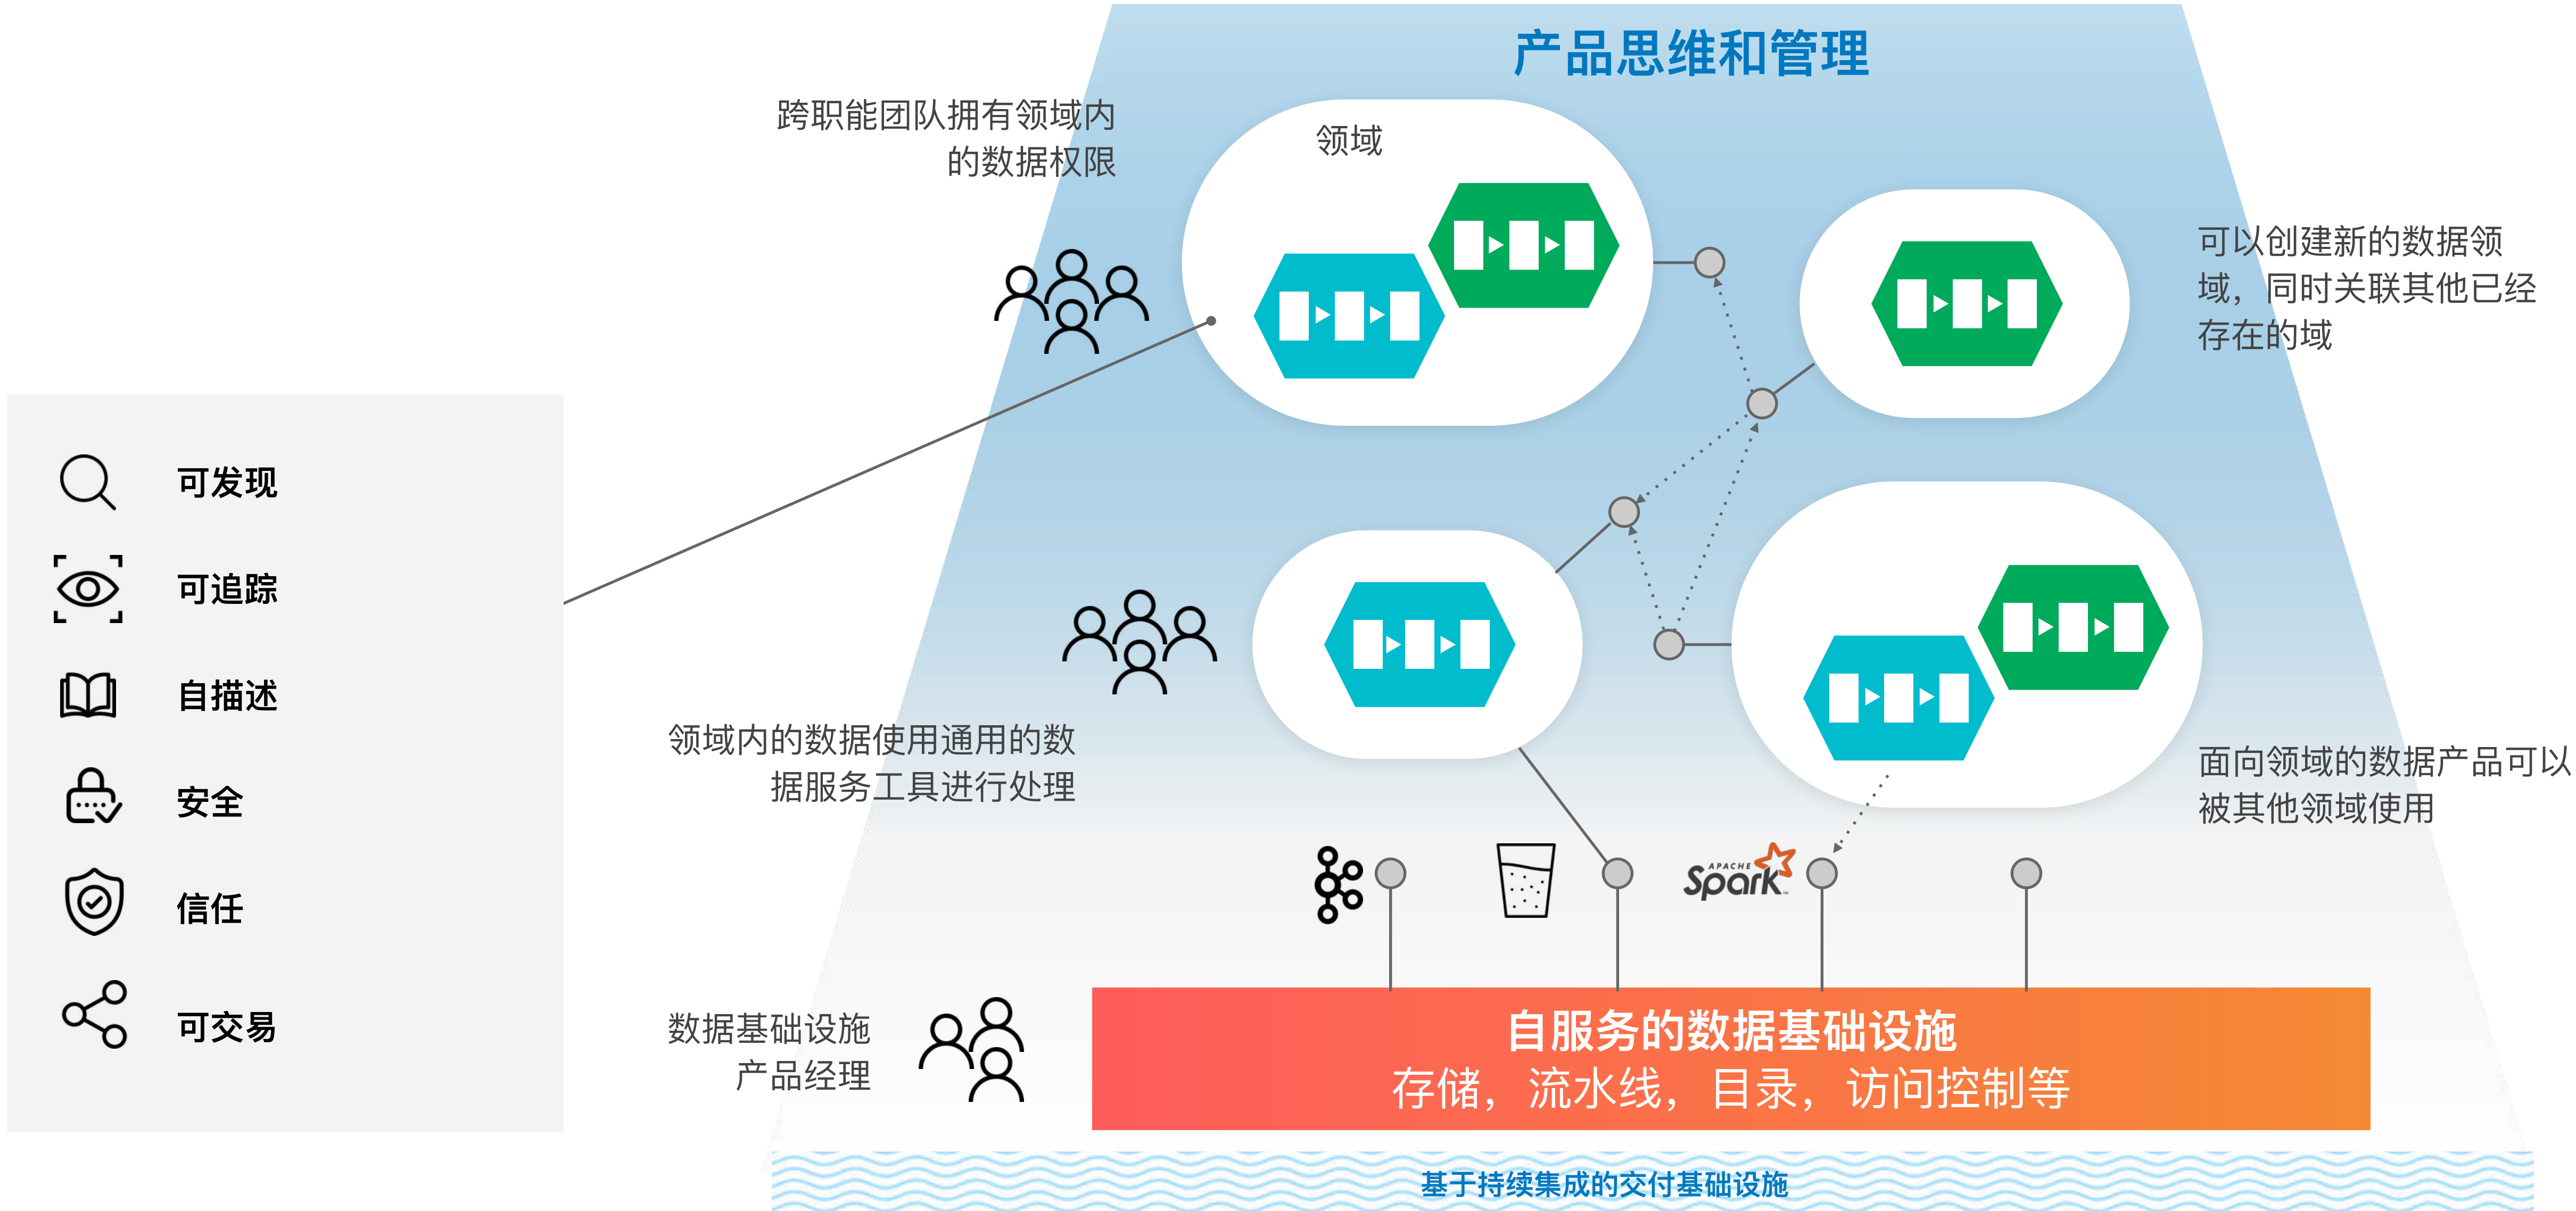 产品思维和管理
跨职能团队拥有领域内
的数据权限
领域
可以创建新的数据领
域，同时关联其他已经
存在的域
可发现
可追踪
自描述
安全
信任
可交易
领域内的数据使用通用的数
据服务工具进行处理
面向领域的数据产品可以
被其他领域使用
APACHE
Spark
数据基础设施
产品经理
自服务的数据基础设施
存储，流水线，目录，访问控制等
基于持续集成的交付基础设施